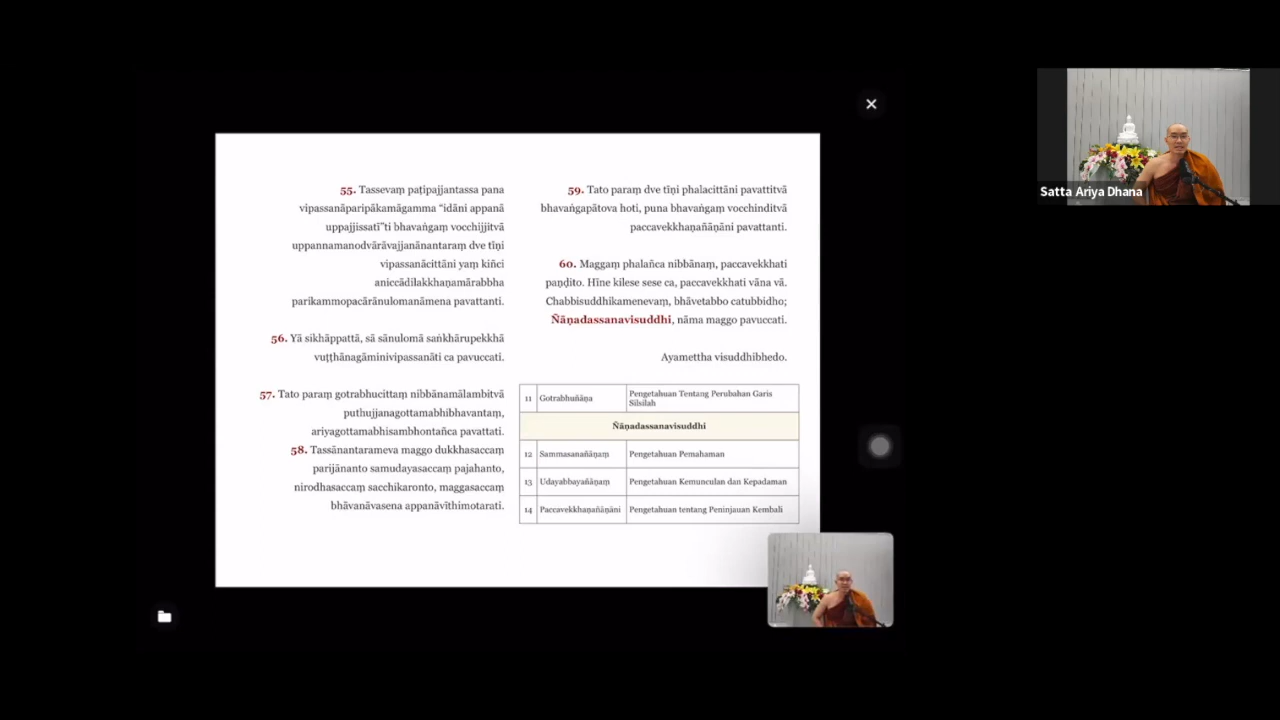 55. Tassevaṃ paṭipajjantassa pana
vipassanāparipākamāgamma “idāni appanā
uppajjissatī”ti bhavaṅgaṃ vocchijjitvā
uppannamanodvārāvajjanānantaraṃ dve tīṇi
vipassanācittāni yaṃ kiñci
aniccādilakkhaṇamārabbha
parikammopacārānulomanāmena pavattanti.
56. Yā sikhāppattā, sā sānulomā saṅkhārupekkhā
vuṭṭhānagāminivipassanāti ca pavuccati.
57. Tato paraṃ gotrabhucittaṃ nibbānamālambitvā
puthujjanagottamabhibhavantaṃ,
ariyagottamabhisambhontañca pavattati.
58. Tassānantarameva maggo dukkhasaccaṃ
parijānanto samudayasaccaṃ pajahanto,
nirodhasaccaṃ sacchikaronto, maggasaccaṃ
bhāvanāvasena appanāvīthimotarati.
59. Tato paraṃ dve tīṇi phalacittāni pavattitvā
bhavaṅgapātova hoti, puna bhavaṅgaṃ vocchinditvā
paccavekkhaṇañāṇāni pavattanti.
60. Maggaṃ phalañca nibbānaṃ, paccavekkhati
paṇḍito. Hīne kilese sese ca, paccavekkhati vāna vā.
Chabbisuddhikamenevaṃ, bhāvetabbo catubbidho;
Ñāṇadassanavisuddhi, nāma maggo pavuccati.
Ayamettha visuddhibhedo.
11 Gotrabhuñāṇa Pengetahuan Tentang Perubahan Garis
Silsilah
Ñāṇadassanavisuddhi
12 Sammasanañāṇaṃ Pengetahuan Pemahaman
13 Udayabbayañāṇaṃ Pengetahuan Kemunculan dan Kepadaman
14 Paccavekkhaṇañāṇāni Pengetahuan tentang Peninjauan Kembali
Satta Ariya Dhana